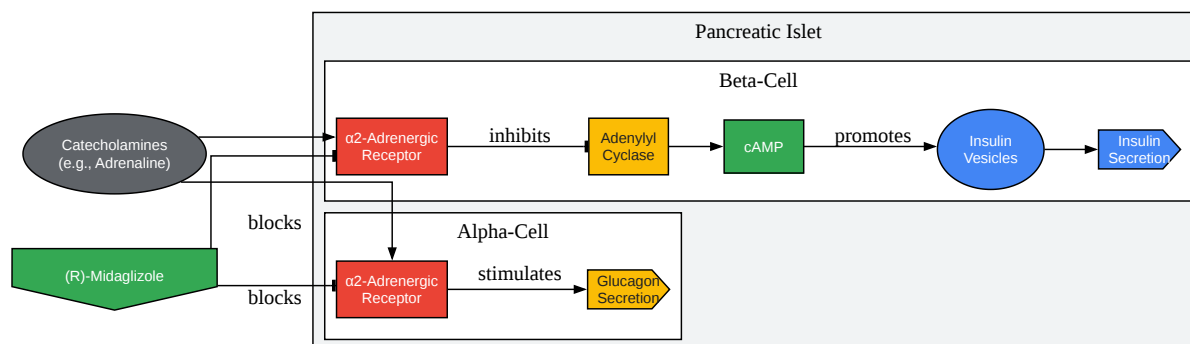 Pancreatic Islet
Beta-Cell
Catecholamines
(e.g., Adrenaline)
α2-Adrenergic
Receptor
inhibits
Adenylyl
Cyclase
cAMP
promotes
Insulin
Vesicles
Insulin
Secretion
blocks
Alpha-Cell
(R)-Midaglizole
blocks
α2-Adrenergic
Receptor
stimulates
Glucagon
Secretion